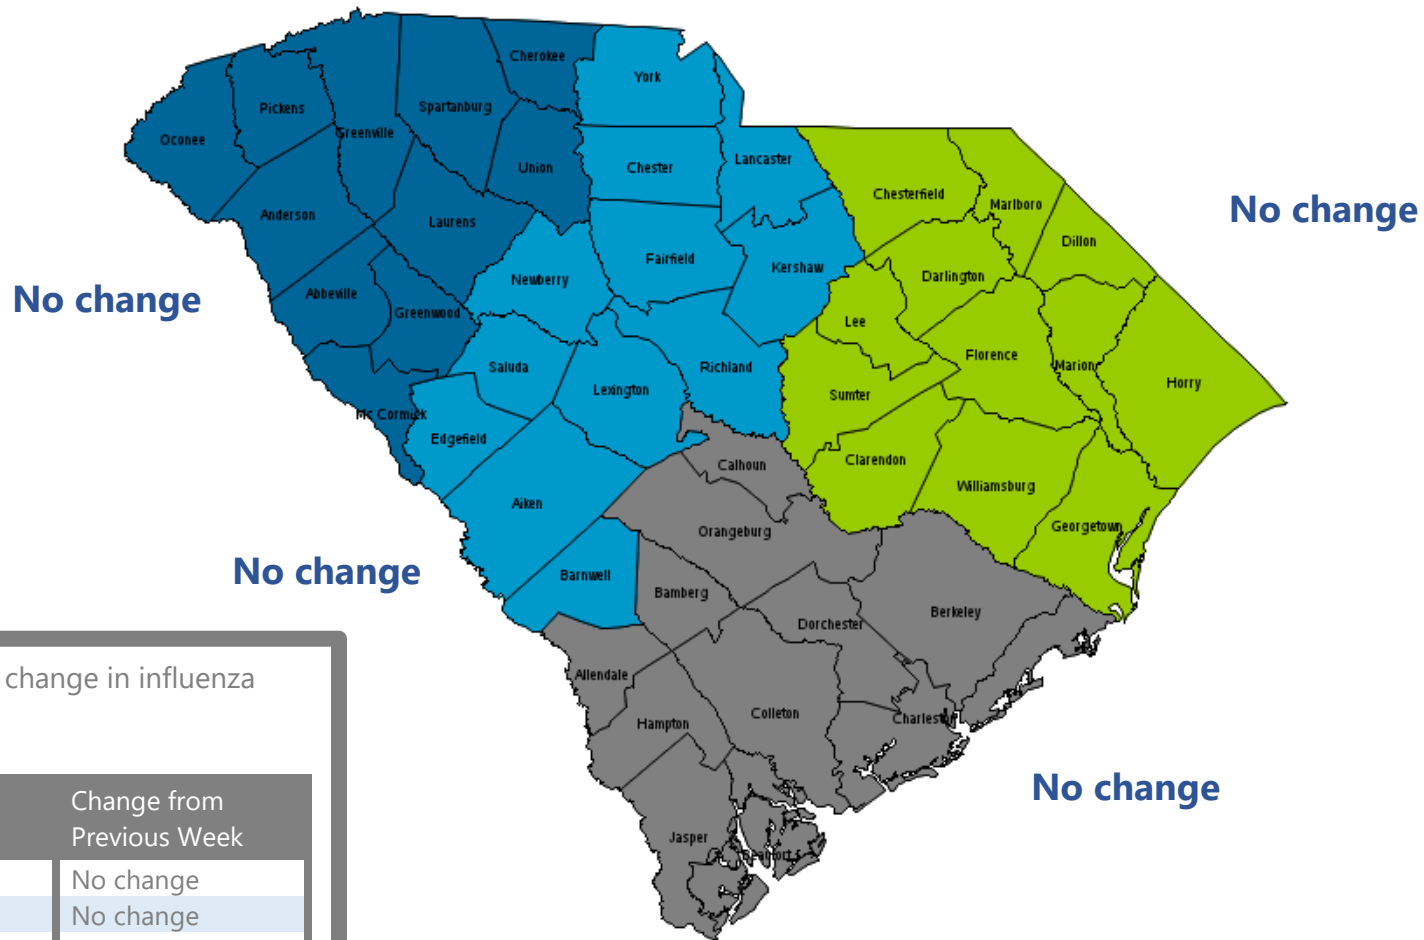 Cherokee
York
Pickens
Spartanburg
Greenville
Oconee
Lancaster
Union
Chester
Chesterfield
Marlboro
No change
Anderson
Laurens
Dillon
Fairfield
Kershaw
Darlington
Newberry
No change
Abbeville
Greenwood
Lee
Florence
Saluda
Richland
Marion
Horry
Lexington
Sumter
Mc Cormick
Edgefield
Clarendon
Calhoun
Williamsburg
Aiken
Orangeburg
Georgetown
No change
Barnwell
Bamberg
Berkeley
Dorchester
change in influenza
Allendale
Colleton
Charleston
Hampton
No change
Change from
Previous Week
Jasper
Beaufort
No change
No change